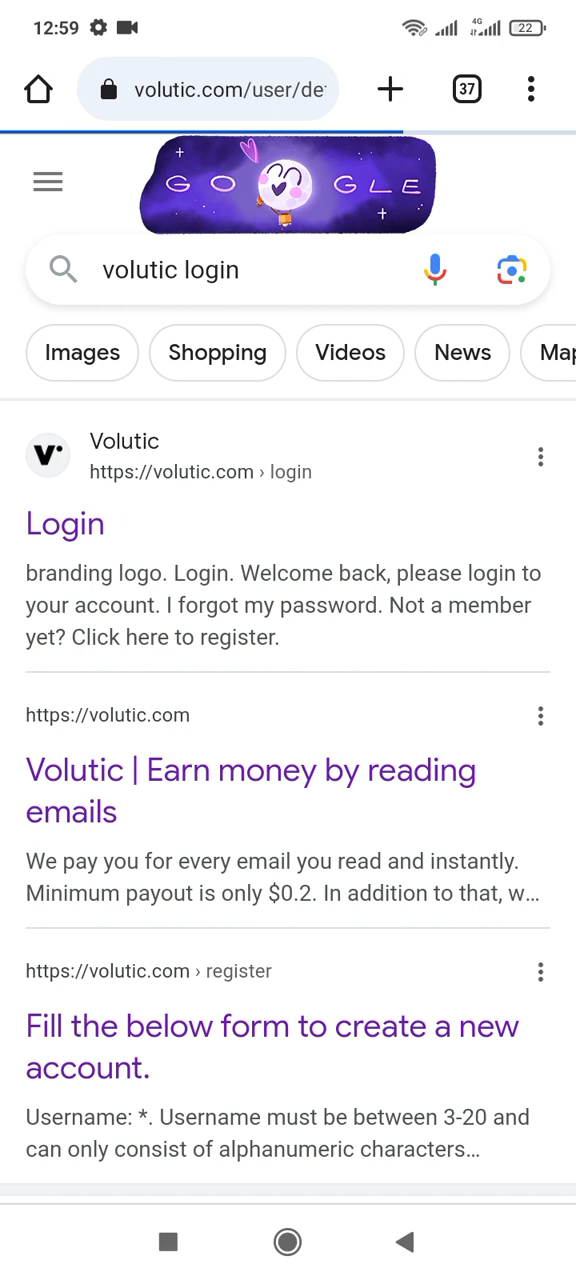 12:59
4G
22
volutic.com/user/de
37
GO GLE
volutic login
Images
Shopping
Videos
News
Map
V
Volutic
https://volutic.com › login
Login
branding logo. Login. Welcome back, please login to
your account. I forgot my password. Not a member
yet? Click here to register.
https://volutic.com
Volutic | Earn money by reading
emails
We pay you for every email you read and instantly.
Minimum payout is only $0.2. In addition to that, w...
https://volutic.com › register
Fill the below form to create a new
account.
Username: *. Username must be between 3-20 and
can only consist of alphanumeric characters...